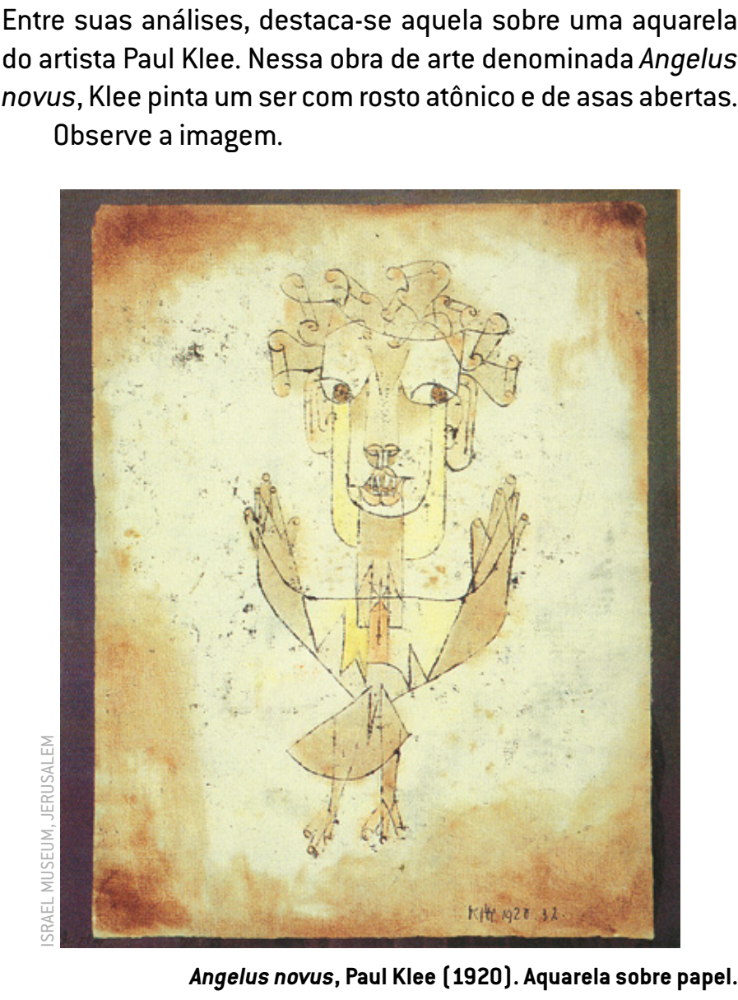 Entre suas análises, destaca-se aquela sobre uma aquarela
do artista Paul Klee. Nessa obra de arte denominada Angelus
novus, Klee pinta um ser com rosto atônico e de asas abertas.
Observe a imagem.
Klee 1920 32.
ISRAEL MUSEUM, JERUSALEM
Angelus novus, Paul Klee (1920). Aquarela sobre papel.